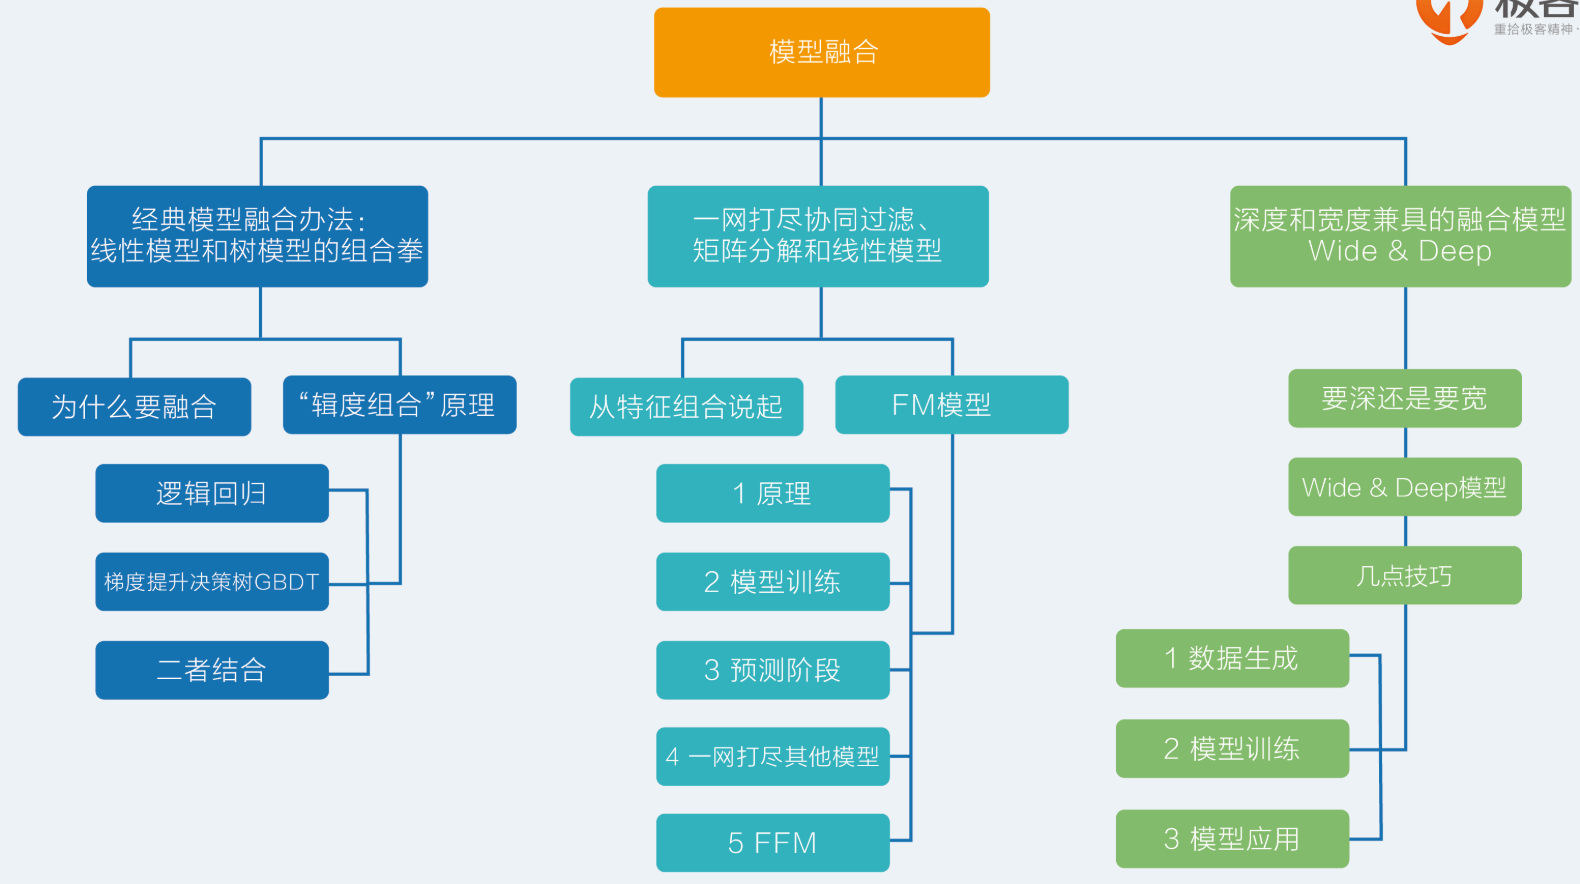 极客
重拾极客精神·
模型融合
经典模型融合办法：
线性模型和树模型的组合拳
一网打尽协同过滤、
矩阵分解和线性模型
深度和宽度兼具的融合模型
Wide & Deep
为什么要融合
“辑度组合”原理
从特征组合说起
FM模型
要深还是要宽
逻辑回归
梯度提升决策树GBDT
二者结合
1 原理
2 模型训练
3 预测阶段
4 一网打尽其他模型
5 FFM
Wide & Deep模型
几点技巧
1 数据生成
2 模型训练
3 模型应用